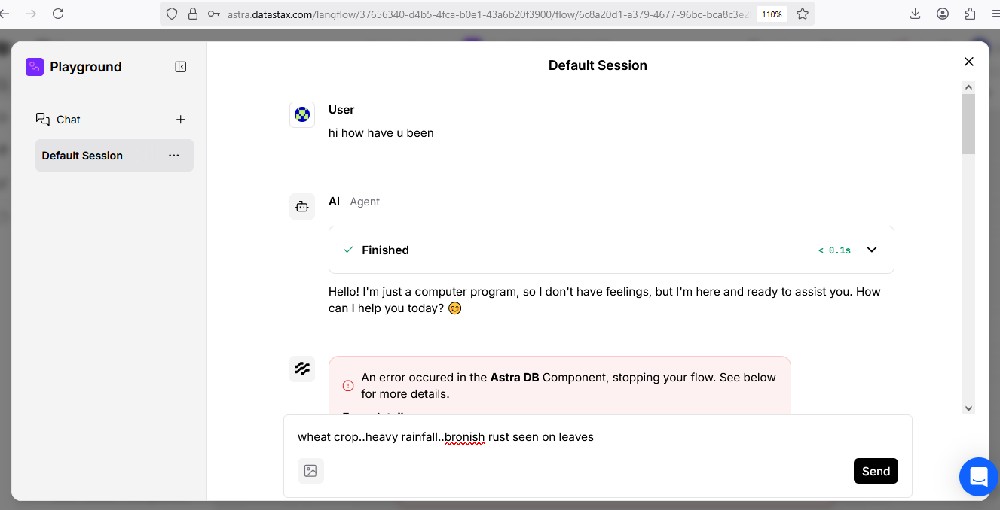 astra.datastax.com/langflow/37656340-d4b5-4fca-b0e1-43a6b20f3900/flow/6c8a20d1-a379-4677-96bc-bca8c3e2
110%
Playground
Default Session
Chat
Default Session
User
hi how have u been
AI Agent
Finished
< 0.1s
Hello! I'm just a computer program, so I don't have feelings, but I'm here and ready to assist you. How
can I help you today? 😊
An error occured in the Astra DB Component, stopping your flow. See below
for more details.
wheat crop..heavy rainfall..bronish rust seen on leaves
Send